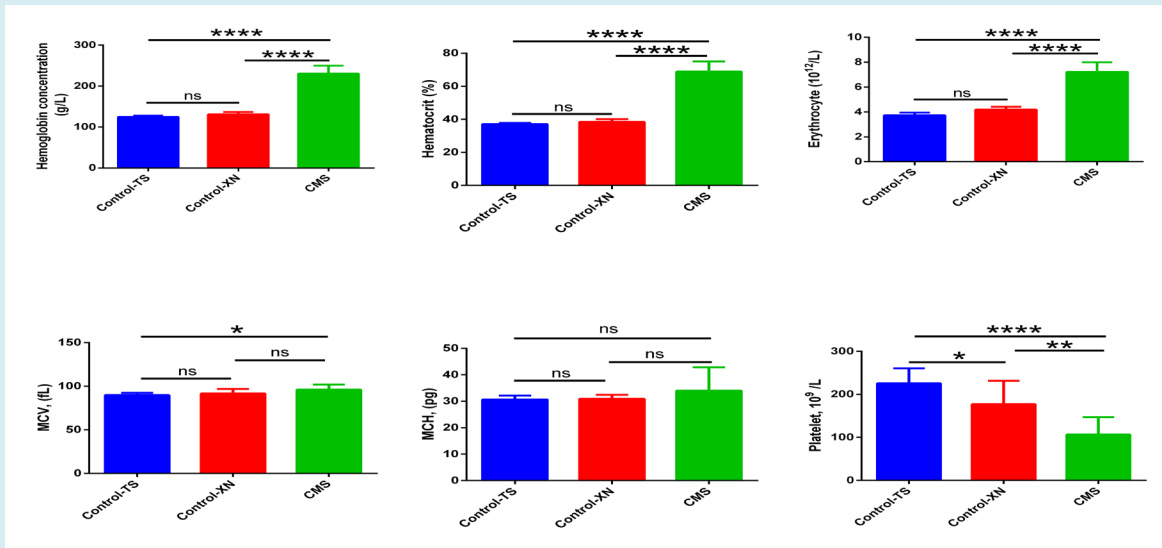 Hemoglobin concentration
(g/L)
300
200
100
0
****
****
ns
Control-TS
Control-XN
CMS
Hematocrit (%)
80
60
40
20
0
****
****
ns
Control-TS
Control-XN
CMS
Erythrocyte (10¹²/L)
8
6
4
2
0
****
****
ns
Control-TS
Control-XN
CMS
MCV, (fL)
150
100
50
0
*
ns
ns
Control-TS
Control-XN
CMS
MCH, (pg)
50
40
30
20
10
0
ns
ns
ns
Control-TS
Control-XN
CMS
Platelet, 10⁹/L
300
200
100
0
****
*
**
Control-TS
Control-XN
CMS